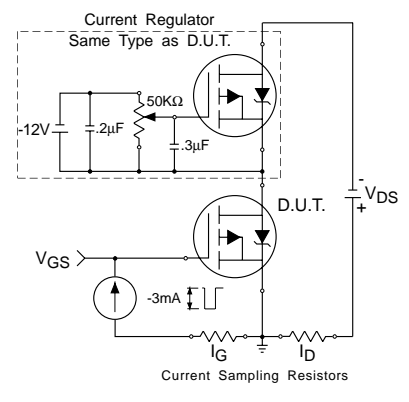 Current Regulator
Same Type as D.U.T.
50KΩ
-12V
.2μF
.3μF
D.U.T.
-
VDS
+
VGS
-3mA
IG
ID
Current Sampling Resistors